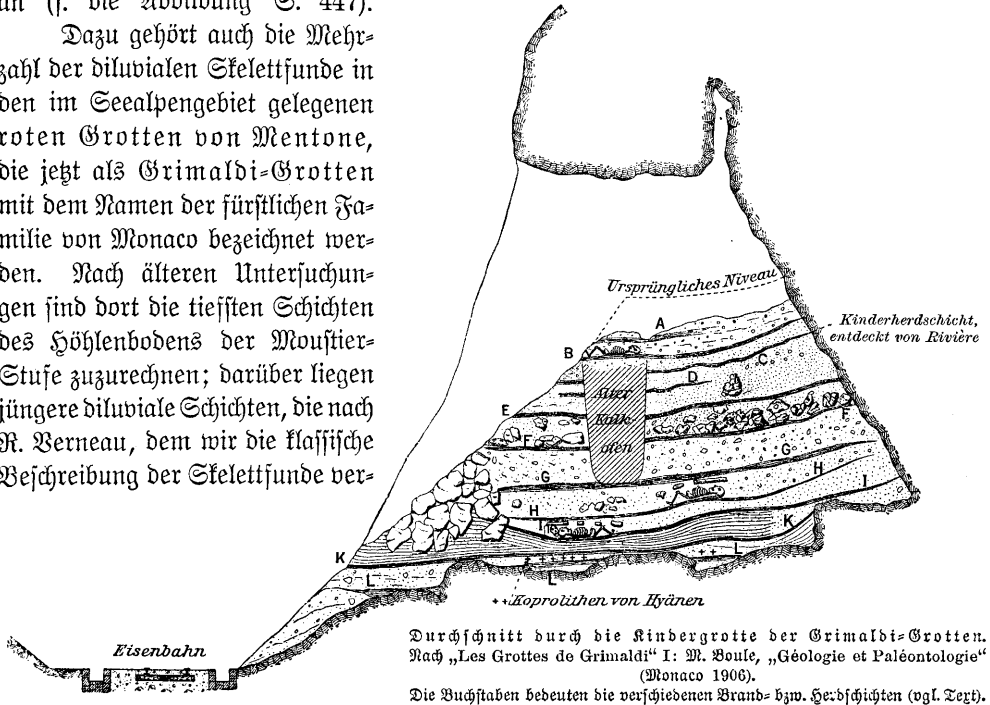 an (s. die Abbildung S. 447).
Dazu gehört auch die Mehr-
zahl der diluvialen Skelettfunde in
den im Seealpengebiet gelegenen
roten Grotten von Mentone,
die jetzt als Grimaldi-Grotten
mit dem Namen der fürstlichen Fa-
milie von Monaco bezeichnet wer-
den. Nach älteren Untersuchun-
gen sind dort die tiefsten Schichten
des Höhlenbodens der Moustier-
Stufe zuzurechnen; darüber liegen
jüngere diluviale Schichten, die nach
R. Verneau, dem wir die klassische
Beschreibung der Skelettfunde ver-
Ursprüngliches Niveau
A
Kinderherdschicht,
entdeckt von Rivière
B
C
D
Alter
Kalk-
ofen
E
E
F
G
G
H
H
I
I
K
K
L
L
L
++Koprolithen von Hyänen
Eisenbahn
Durchschnitt durch die Kindergrotte der Grimaldi-Grotten.
Nach „Les Grottes de Grimaldi“ I: M. Boule, „Géologie et Paléontologie“
(Monaco 1906).
Die Buchstaben bedeuten die verschiedenen Brand- bzw. Herdschichten (vgl. Text).